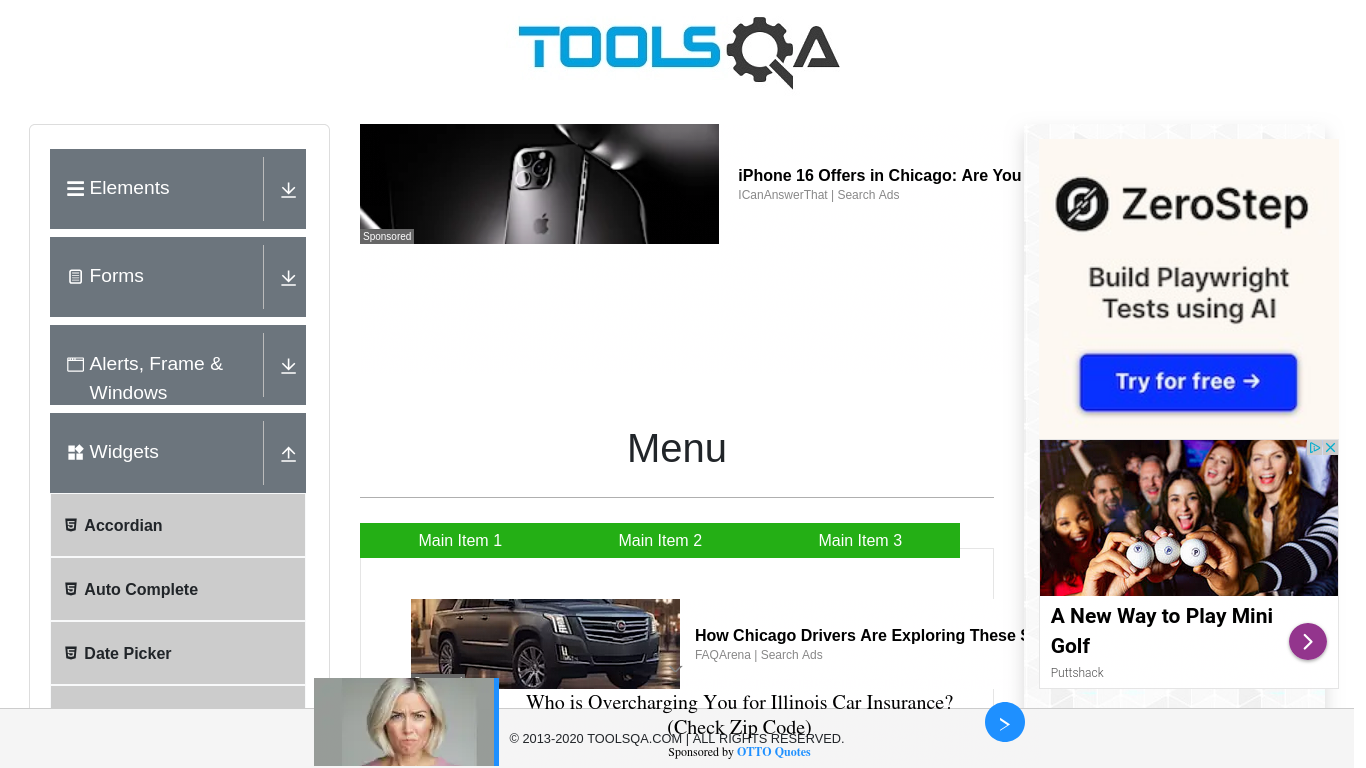 TOOLSQA
Elements
Forms
Alerts, Frame &
Windows
Widgets
Accordian
Auto Complete
Date Picker
Sponsored
iPhone 16 Offers in Chicago: Are You
ICanAnswerThat | Search Ads
Menu
Main Item 1
Main Item 2
Main Item 3
How Chicago Drivers Are Exploring These
FAQArena | Search Ads
Who is Overcharging You for Illinois Car Insurance?
(Check Zip Code)
© 2013-2020 TOOLSQA.COM | ALL RIGHTS RESERVED.
Sponsored by OTTO Quotes
ZeroStep
Build Playwright
Tests using AI
Try for free →
A New Way to Play Mini
Golf
Puttshack